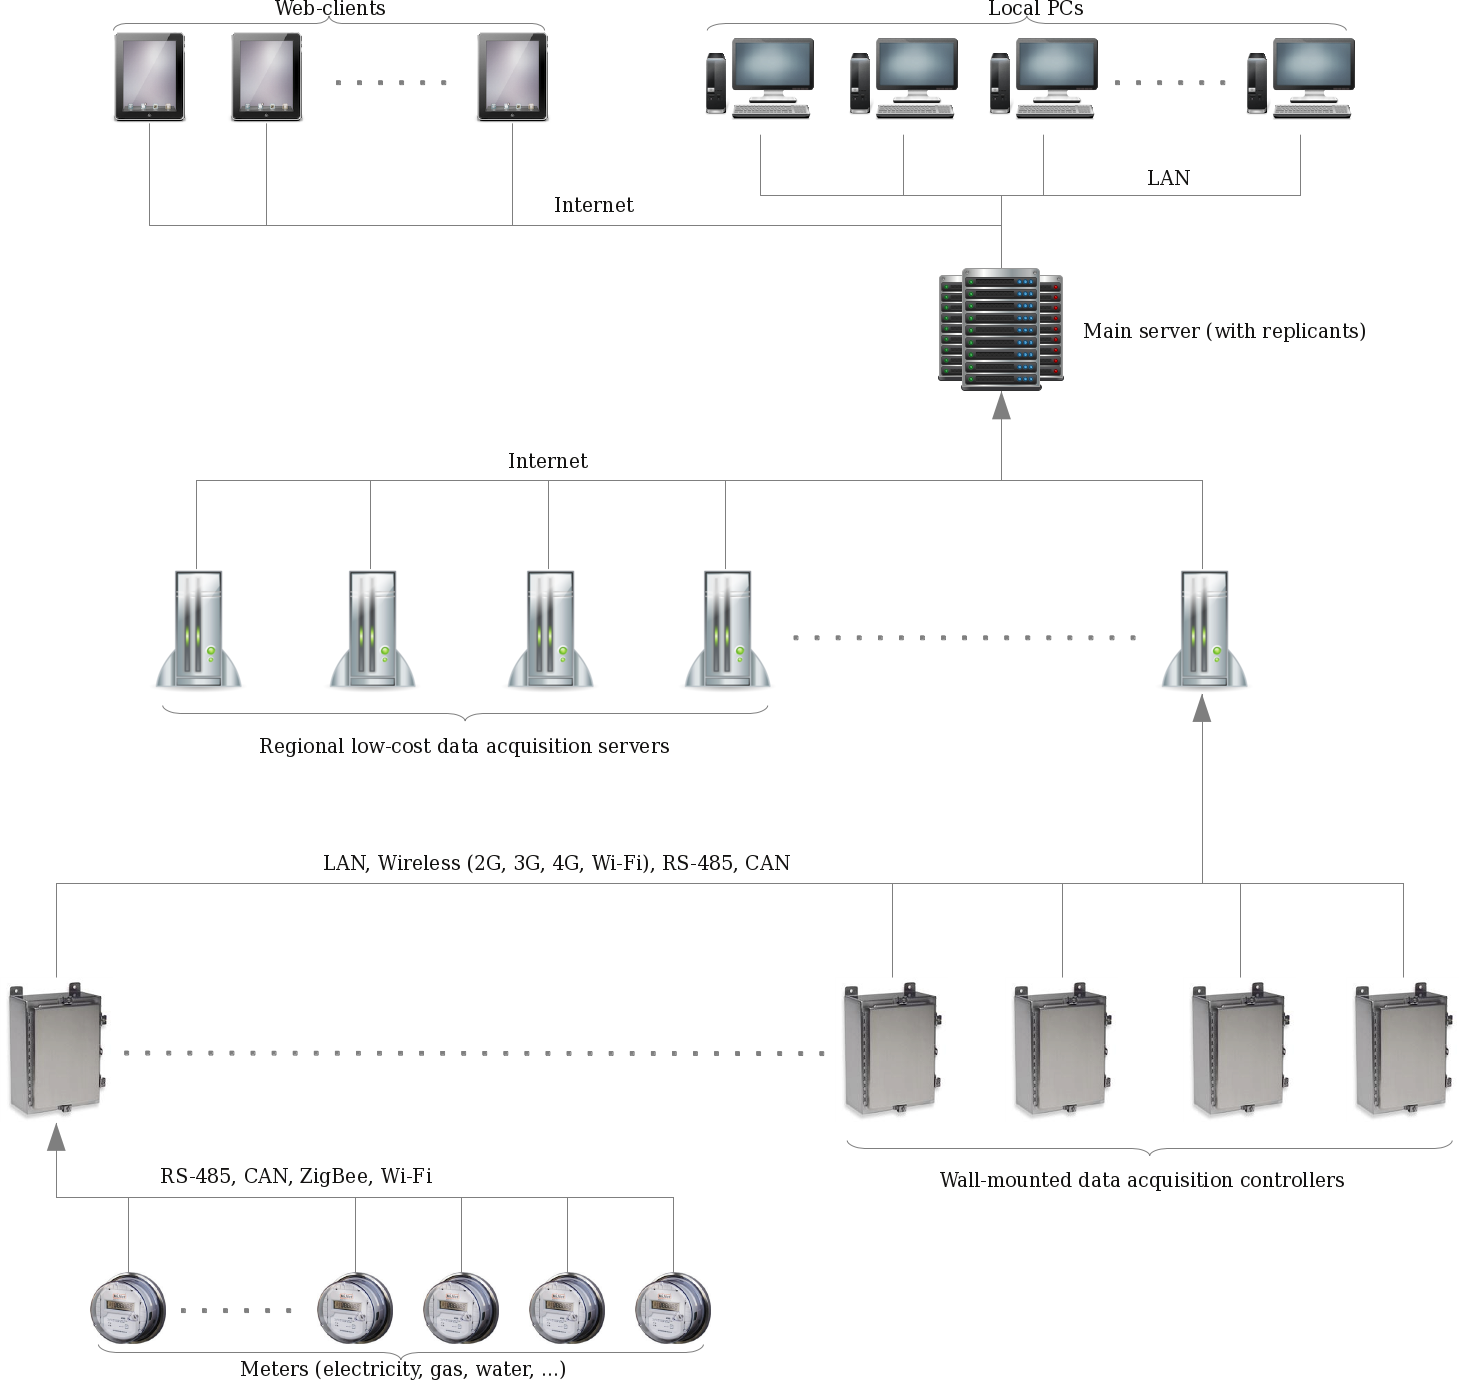 Web-clients
Local PCs
LAN
Internet
Main server (with replicants)
Internet
Regional low-cost data acquisition servers
LAN, Wireless (2G, 3G, 4G, Wi-Fi), RS-485, CAN
RS-485, CAN, ZigBee, Wi-Fi
Wall-mounted data acquisition controllers
Meters (electricity, gas, water, ...)